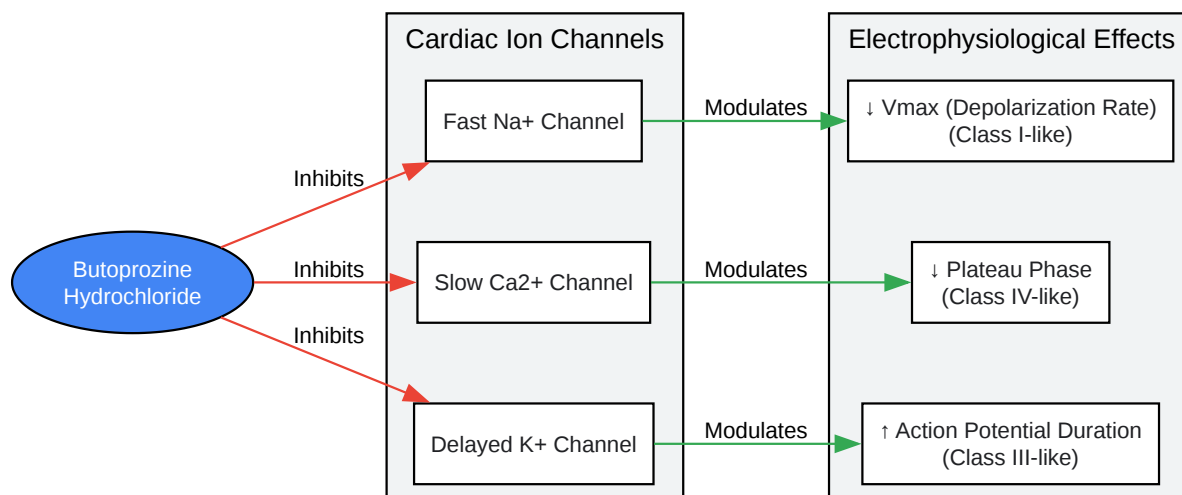 Cardiac Ion Channels
Electrophysiological Effects
Fast Na+ Channel
Modulates
↓ Vmax (Depolarization Rate)
(Class I-like)
Inhibits
Butoprozine
Hydrochloride
Inhibits
Slow Ca2+ Channel
Modulates
↓ Plateau Phase
(Class IV-like)
Inhibits
Delayed K+ Channel
Modulates
↑ Action Potential Duration
(Class III-like)